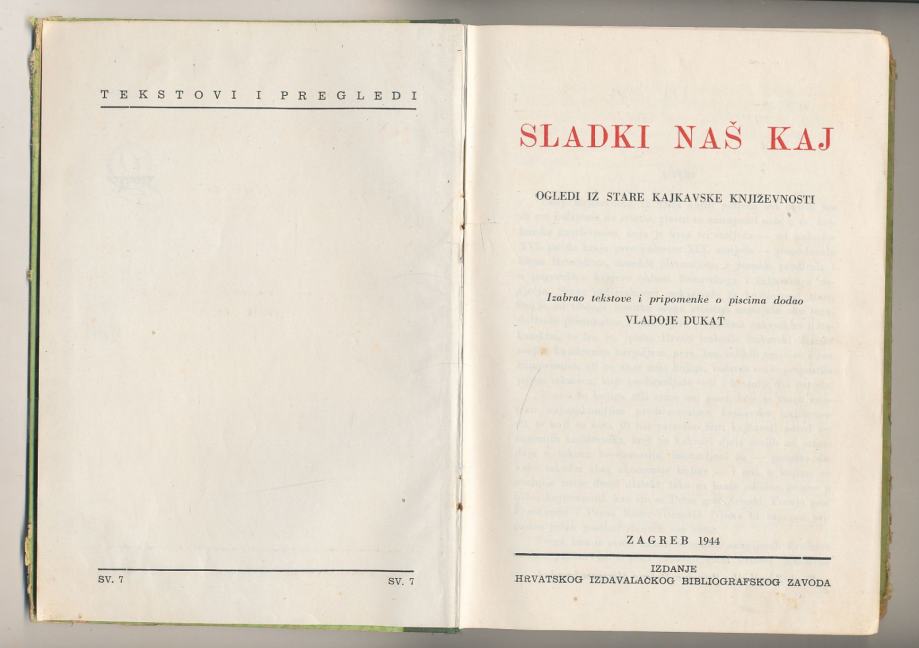 TEKSTOVI I PREGLEDI
SV. 7
SV. 7
SLADKI NAŠ KAJ
OGLEDI IZ STARE KAJKAVSKE KNJIŽEVNOSTI
Izabrao tekstove i pripomenke o piscima dodao
VLADOJE DUKAT
ZAGREB 1944
IZDANJE
HRVATSKOG IZDAVALAČKOG BIBLIOGRAFSKOG ZAVODA